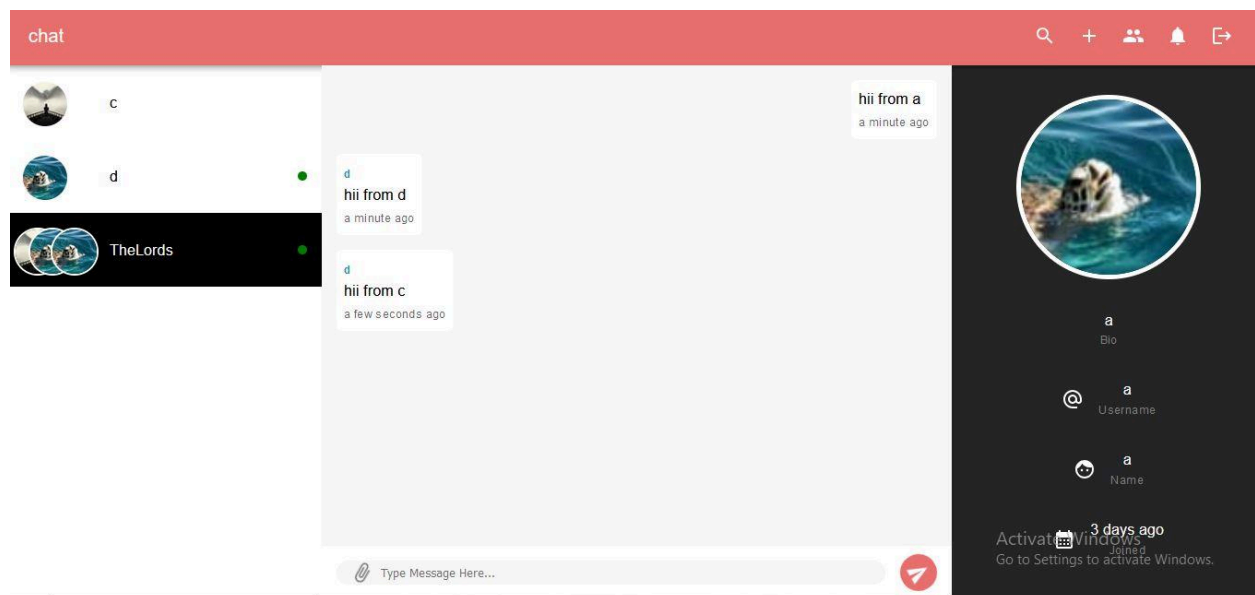 chat
c
d
TheLords
hii from a
a minute ago
d
hii from d
a minute ago
d
hii from c
a few seconds ago
Type Message Here...
a
Bio
a
Username
a
Name
3 days ago
Joined
Activate Windows
Go to Settings to activate Windows.